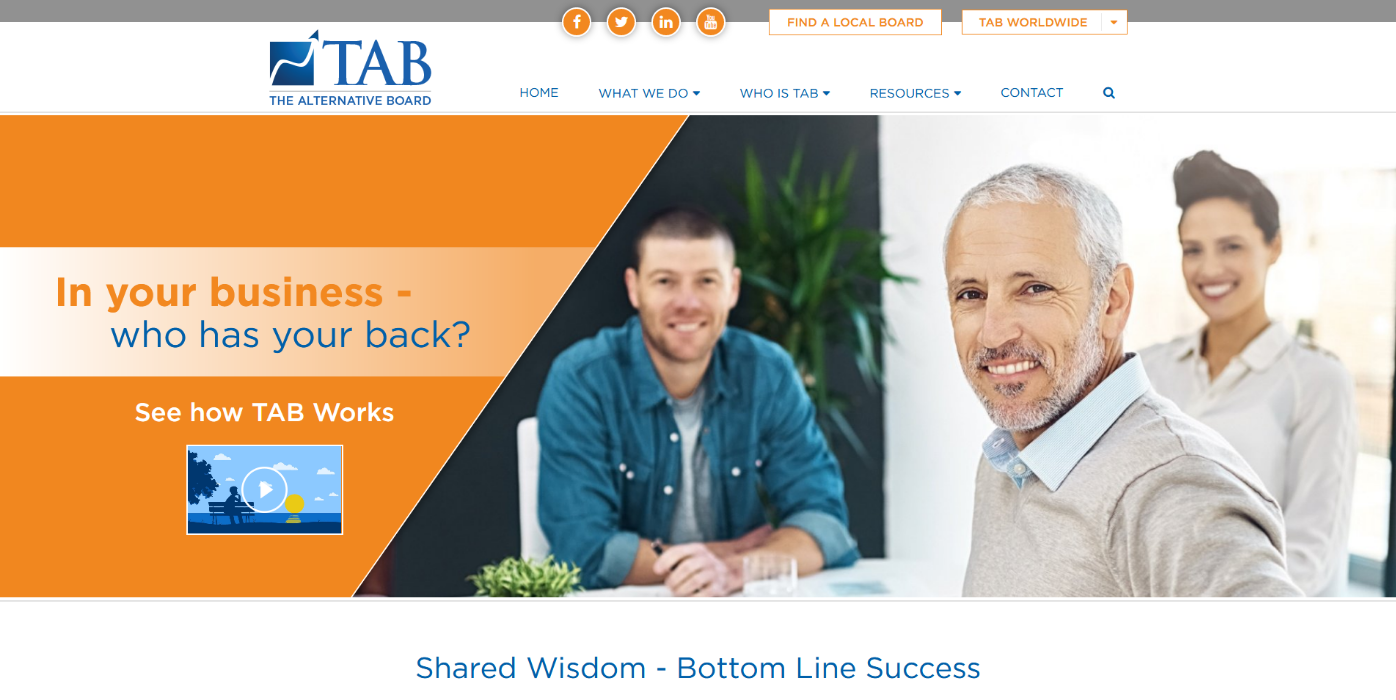 FIND A LOCAL BOARD
TAB WORLDWIDE
TAB
THE ALTERNATIVE BOARD
HOME
WHAT WE DO
WHO IS TAB
RESOURCES
CONTACT
In your business -
who has your back?
See how TAB Works
Shared Wisdom - Bottom Line Success